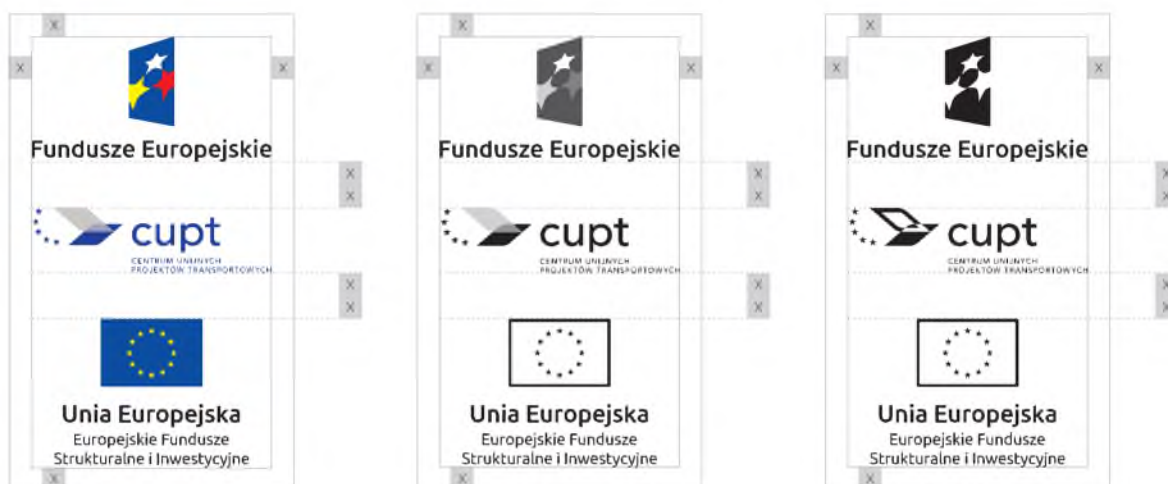 X
X X
Fundusze Europejskie
X
X
cupt
CENTRUM UNIJNYCH
PROJEKTÓW TRANSPORTOWYCH
X
X
Unia Europejska
Europejskie Fundusze
Strukturalne i Inwestycyjne
X
X
X X
Fundusze Europejskie
X
X
cupt
CENTRUM UNIJNYCH
PROJEKTÓW TRANSPORTOWYCH
X
X
Unia Europejska
Europejskie Fundusze
Strukturalne i Inwestycyjne
X
X
X X
Fundusze Europejskie
X
X
cupt
CENTRUM UNIJNYCH
PROJEKTÓW TRANSPORTOWYCH
X
X
Unia Europejska
Europejskie Fundusze
Strukturalne i Inwestycyjne
X